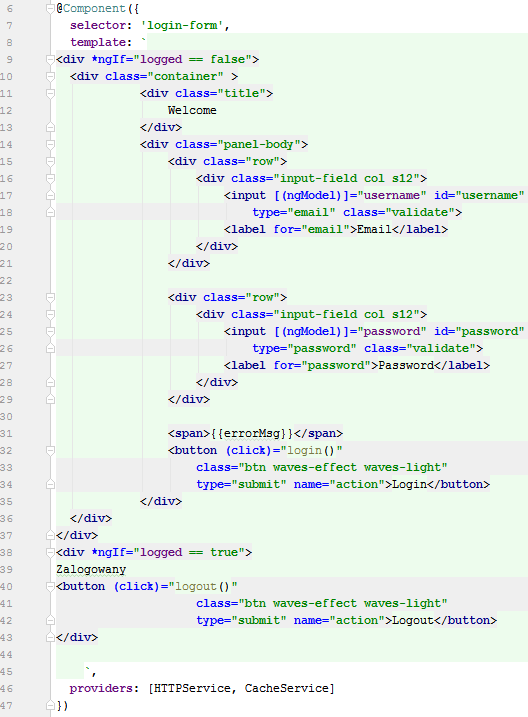 6 @Component({
7   selector: 'login-form',
8   template: `
9 <div *ngIf="logged == false">
10   <div class="container" >
11             <div class="title">
12                 Welcome
13             </div>
14             <div class="panel-body">
15                 <div class="row">
16                     <div class="input-field col s12">
17                         <input [(ngModel)]="username" id="username"
18                             type="email" class="validate">
19                         <label for="email">Email</label>
20                     </div>
21                 </div>
22
23                 <div class="row">
24                     <div class="input-field col s12">
25                         <input [(ngModel)]="password" id="password"
26                             type="password" class="validate">
27                         <label for="password">Password</label>
28                     </div>
29                 </div>
30
31                 <span>{{errorMsg}}</span>
32                 <button (click)="login()"
33                     class="btn waves-effect waves-light"
34                     type="submit" name="action">Login</button>
35             </div>
36   </div>
37 </div>
38 <div *ngIf="logged == true">
39 Zalogowany
40 <button (click)="logout()"
41                     class="btn waves-effect waves-light"
42                     type="submit" name="action">Logout</button>
43 </div>
44
45     `,
46   providers: [HTTPService, CacheService]
47 })